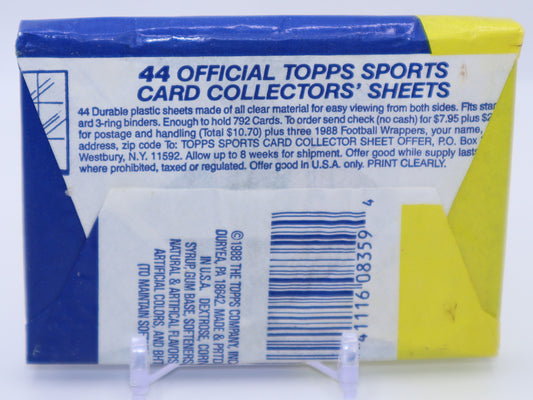 44 OFFICIAL TOPPS SPORTS
CARD COLLECTORS' SHEETS
44 Durable plastic sheets made of all clear material for easy viewing from both sides. Fits stan
ard 3-ring binders. Enough to hold 792 Cards. To order send check (no cash) for $7.95 plus $2
for postage and handling (Total $10.70) plus three 1988 Football Wrappers, your name,
address, zip code To: TOPPS SPORTS CARD COLLECTOR SHEET OFFER, P.O. Box
Westbury, N.Y. 11592. Allow up to 8 weeks for shipment. Offer good while supply lasts
where prohibited, taxed or regulated. Offer good in U.S.A. only. PRINT CLEARLY.
©1988 THE TOPPS COMPANY, INC
DURYEA, PA 18642. MADE & PRTD
IN U.S.A. DEXTROSE, CORN
SYRUP, GUM BASE, SOFTENERS
NATURAL & ARTIFICIAL FLAVORS
ARTIFICIAL COLORS, AND BHT
(TO MAINTAIN SOF
41116 08359 4